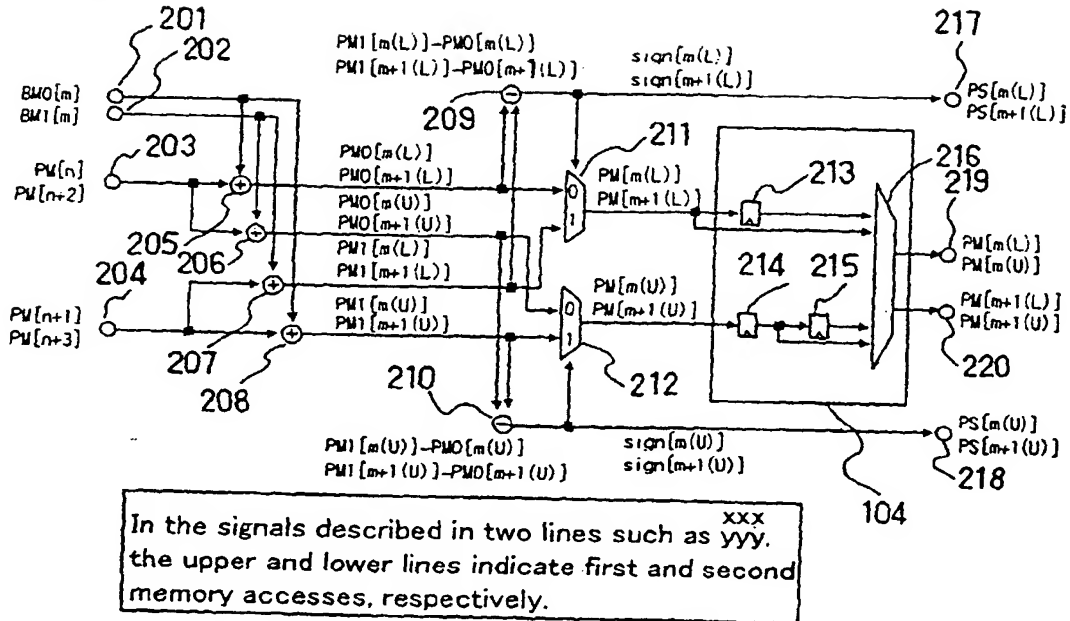 201
202
BM0[m]
BM1[m]
203
PM[n]
PM[n+2]
205
206
204
PM[n+1]
PM[n+3]
207
208
PM1[m(L)]-PM0[m(L)]
PM1[m+1(L)]-PM0[m+1(L)]
209
sign[m(L)]
sign[m+1(L)]
217
PS[m(L)]
PS[m+1(L)]
PM0[m(L)]
PM0[m+1(L)]
PM0[m(U)]
PM0[m+1(U)]
PM1[m(L)]
PM1[m+1(L)]
PM1[m(U)]
PM1[m+1(U)]
211
0
1
PM[m(L)]
PM[m+1(L)]
213
216
219
PM[m(L)]
PM[m(U)]
0
1
212
PM[m(U)]
PM[m+1(U)]
214
215
PM[m+1(L)]
PM[m+1(U)]
220
210
PM1[m(U)]-PM0[m(U)]
PM1[m+1(U)]-PM0[m+1(U)]
sign[m(U)]
sign[m+1(U)]
PS[m(U)]
PS[m+1(U)]
218
104
In the signals described in two lines such as xxx
yyy.
the upper and lower lines indicate first and second
memory accesses, respectively.